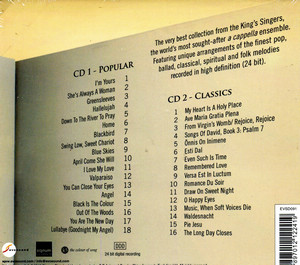 The very best collection from the King's Singers,
the world's most sought-after a cappella ensemble.
Featuring unique arrangements of the finest pop,
ballad, classical, spiritual and folk melodies
recorded in high definition (24 bit).
CD 1 - POPULAR
I'm Yours 1
She's Always A Woman 2
Greensleeves 3
Hallelujah 4
Down To The River To Pray 5
Home 6
Blackbird 7
Swing Low, Sweet Chariot 8
Blue Skies 9
April Come She Will 10
I Love My Love 11
Valparaiso 12
You Can Close Your Eyes 13
Angel 14
Black Is The Colour 15
Out Of The Woods 16
You Are The New Day 17
Lullabye (Goodnight My Angel) 18
CD 2 - CLASSICS
1 My Heart Is A Holy Place
2 Ave Maria Gratia Plena
3 From Virgin's Womb/ Rejoice, Rejoice
4 Songs Of David, Book 3: Psalm 7
5 Ōnnis On Inimene
6 Esti Dal
7 Even Such Is Time
8 Remembered Love
9 Versa Est In Luctum
10 Romance Du Soir
11 Draw On Sweet Night
12 O Happy Eyes
13 Music, When Soft Voices Die
14 Waldesnacht
15 Pie Jesu
16 The Long Day Closes
the colour of song
DDD
24 bit digital recording
EVSD091